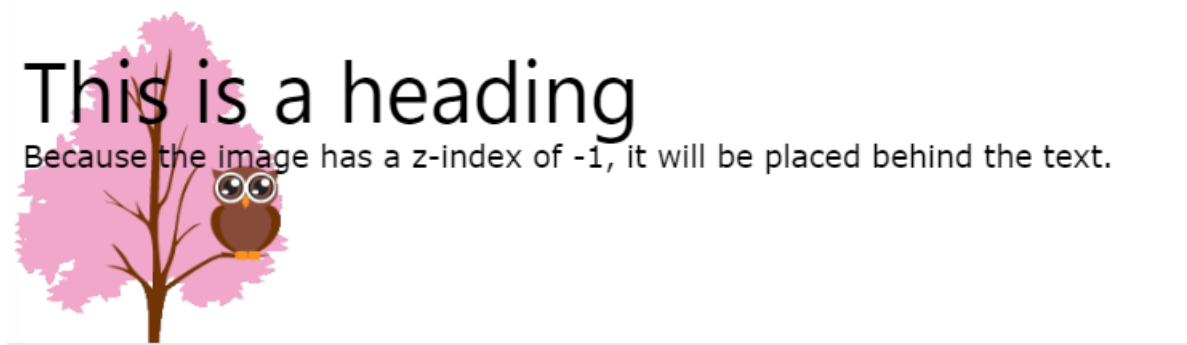 This is a heading
Because the image has a z-index of -1, it will be placed behind the text.